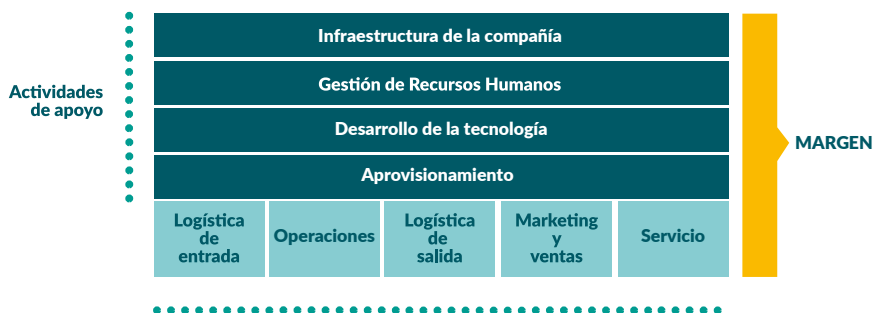 Infraestructura de la compañía
Gestión de Recursos Humanos
Actividades
de apoyo
Desarrollo de la tecnología
MARGEN
Aprovisionamiento
Logística
de
entrada
Operaciones
Logística
de
salida
Marketing
y
ventas
Servicio